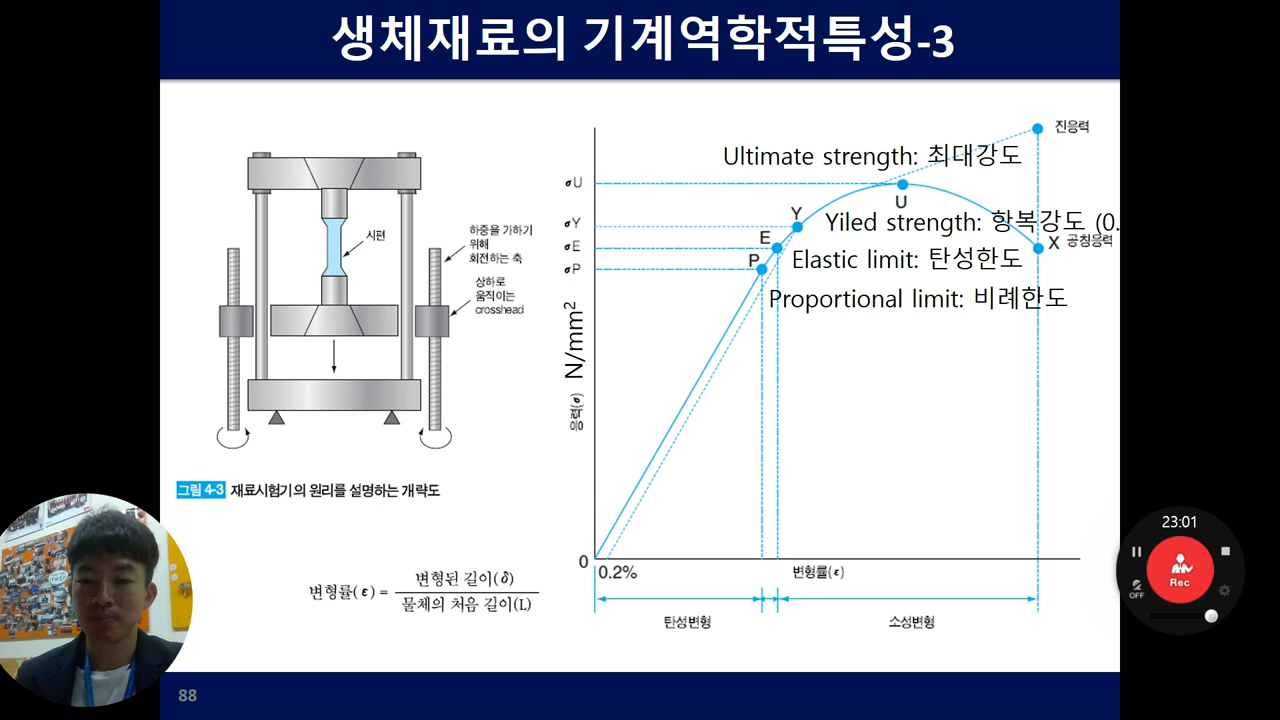 생체재료의 기계역학적특성-3
시편
하중을 가하기
위해
회전하는 축
상하로
움직이는
crosshead
그림 4-3 재료시험기의 원리를 설명하는 개략도
변형률(ε) = 변형된 길이(δ)
물체의 처음 길이(L)
진응력
Ultimate strength: 최대강도
σU
U
σY
Y
Yiled strength: 항복강도 (0.
σE
E
X 공칭응력
Elastic limit: 탄성한도
σP
P
Proportional limit: 비례한도
응력(σ) N/mm²
0
0.2%
변형률(ε)
탄성변형
소성변형
88
23:01
Rec
OFF